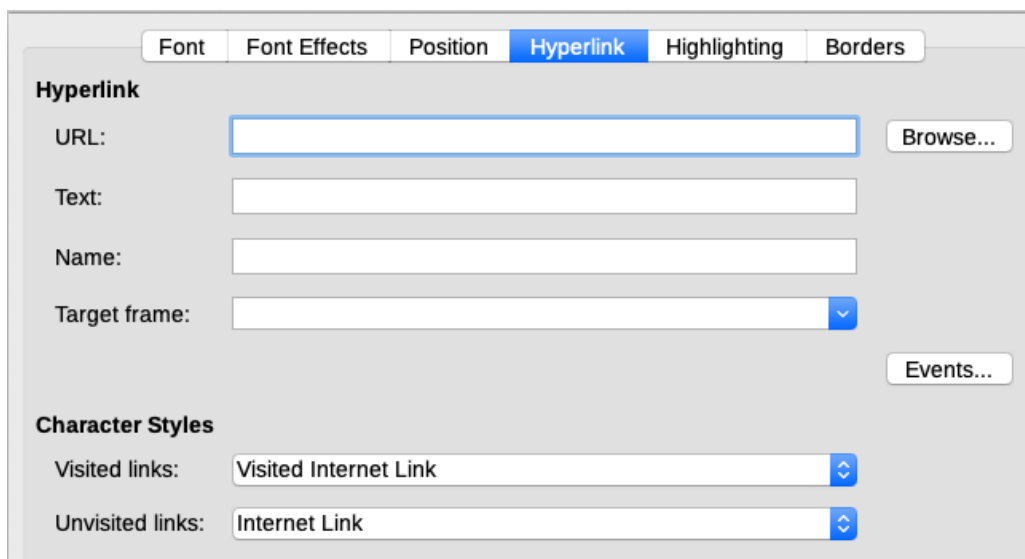 Font Font Effects Position Hyperlink Highlighting Borders
Hyperlink
URL: Browse...
Text:
Name:
Target frame:
Events...
Character Styles
Visited links: Visited Internet Link
Unvisited links: Internet Link